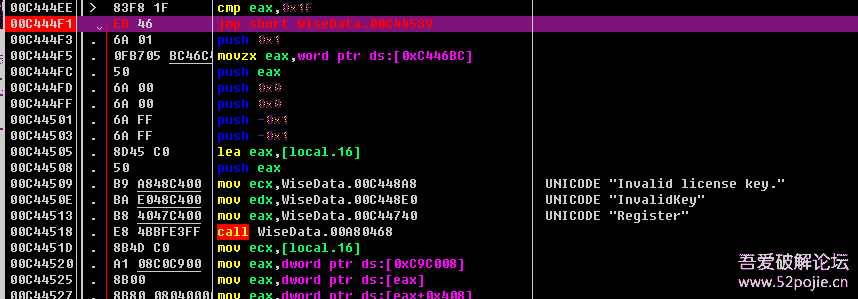 00C444EE > 83F8 1F cmp eax,0x1F
00C444F1 . EB 46 jmp short WiseData.00C44539
00C444F3 . 6A 01 push 0x1
00C444F5 . 0FB705 BC46C4 movzx eax,word ptr ds:[0xC446BC]
00C444FC . 50 push eax
00C444FD . 6A 00 push 0x0
00C444FF . 6A 00 push 0x0
00C44501 . 6A FF push -0x1
00C44503 . 6A FF push -0x1
00C44505 . 8D45 C0 lea eax,[local.16]
00C44508 . 50 push eax
00C44509 . B9 A848C400 mov ecx,WiseData.00C448A8 UNICODE "Invalid license key."
00C4450E . BA E048C400 mov edx,WiseData.00C448E0 UNICODE "InvalidKey"
00C44513 . B8 4047C400 mov eax,WiseData.00C44740 UNICODE "Register"
00C44518 . E8 4BBFE3FF call WiseData.00A80468
00C4451D . 8B4D C0 mov ecx,[local.16]
00C44520 . A1 08C0C900 mov eax,dword ptr ds:[0xC9C008]
00C44525 . 8B00 mov eax,dword ptr ds:[eax]
00C44527 . 8B80 08040000 mov eax,dword ptr ds:[eax+0x408]
吾爱破解论坛
www.52pojie.cn